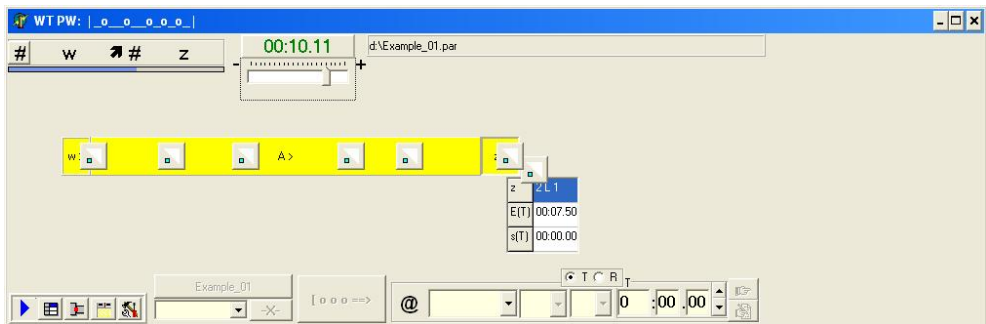 WT PW: |_o__o__o_o_o_|
# w # z
00:10.11
- +
d:\Example_01.par
w A > z
z 2 L 1
E(T) 00:07.50
s(T) 00:00.00
Example_01
-X-
[ o o o ==>
@
T R T
0 :00 .00